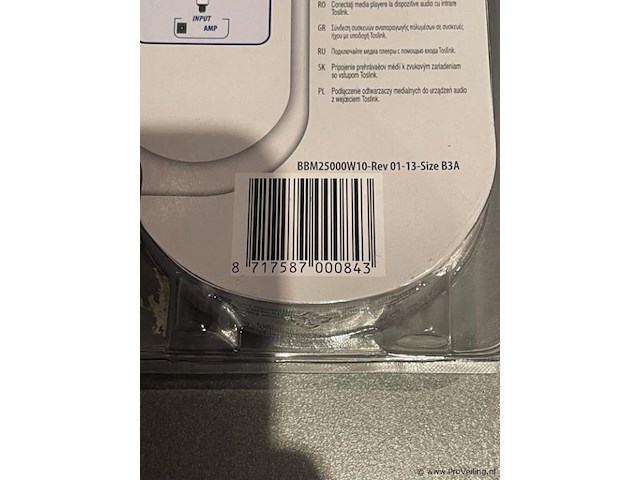 RO Conectați media playere la dispozitive audio cu intrare
Toslink.
INPUT
AMP
GR Σύνδεση συσκευών αναπαραγωγής πολυμέσων σε συσκευές
ήχου με υποδοχή Toslink.
RU Подключайте медиа плееры с помощью входа Toslink.
SK Pripojenie prehrávačov médií k zvukovým zariadeniam
so vstupom Toslink.
PL Podłączenie odtwarzaczy medialnych do urządzeń audio
z wejściem Toslink.
BBM25000W10-Rev 01-13-Size B3A
8 717587 000843
© www.ProVeiling.nl